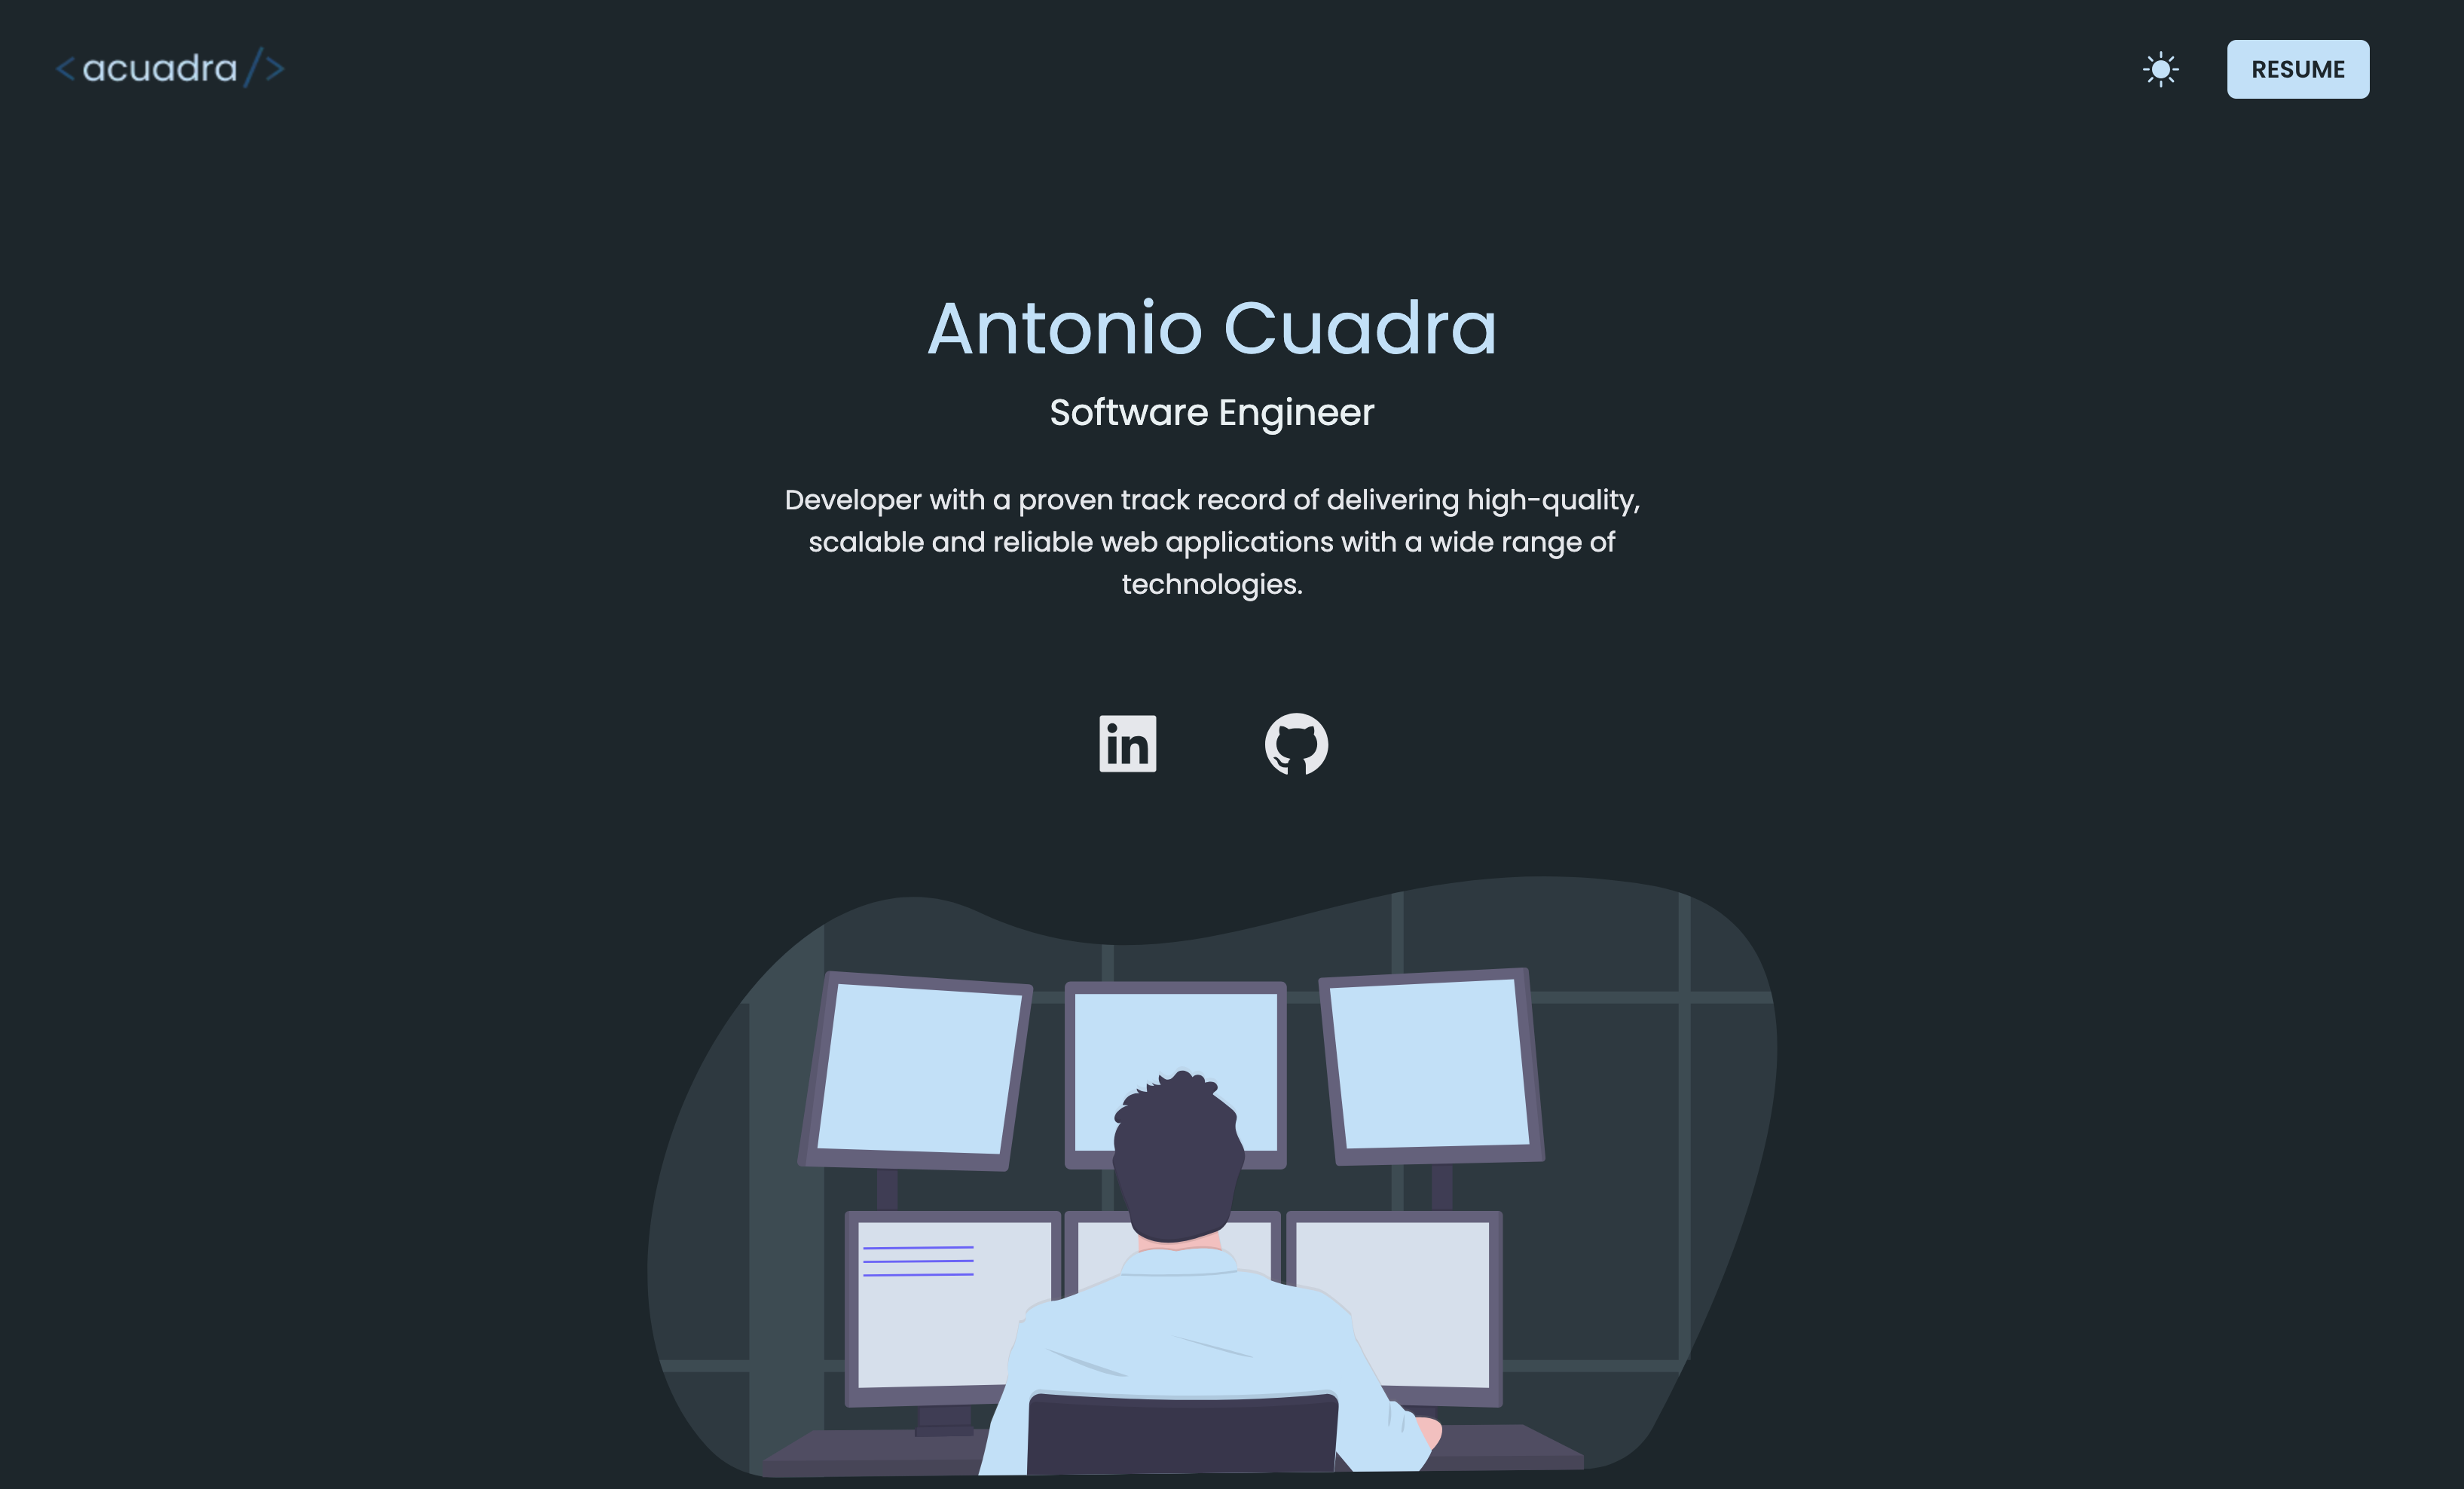 < acuadra />
RESUME
Antonio Cuadra
Software Engineer
Developer with a proven track record of delivering high-quality,
scalable and reliable web applications with a wide range of
technologies.
in